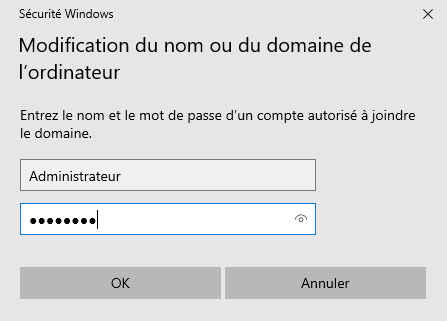 Sécurité Windows
Modification du nom ou du domaine de
l’ordinateur
Entrez le nom et le mot de passe d’un compte autorisé à joindre
le domaine.
Administrateur
●●●●●●●●
OK
Annuler